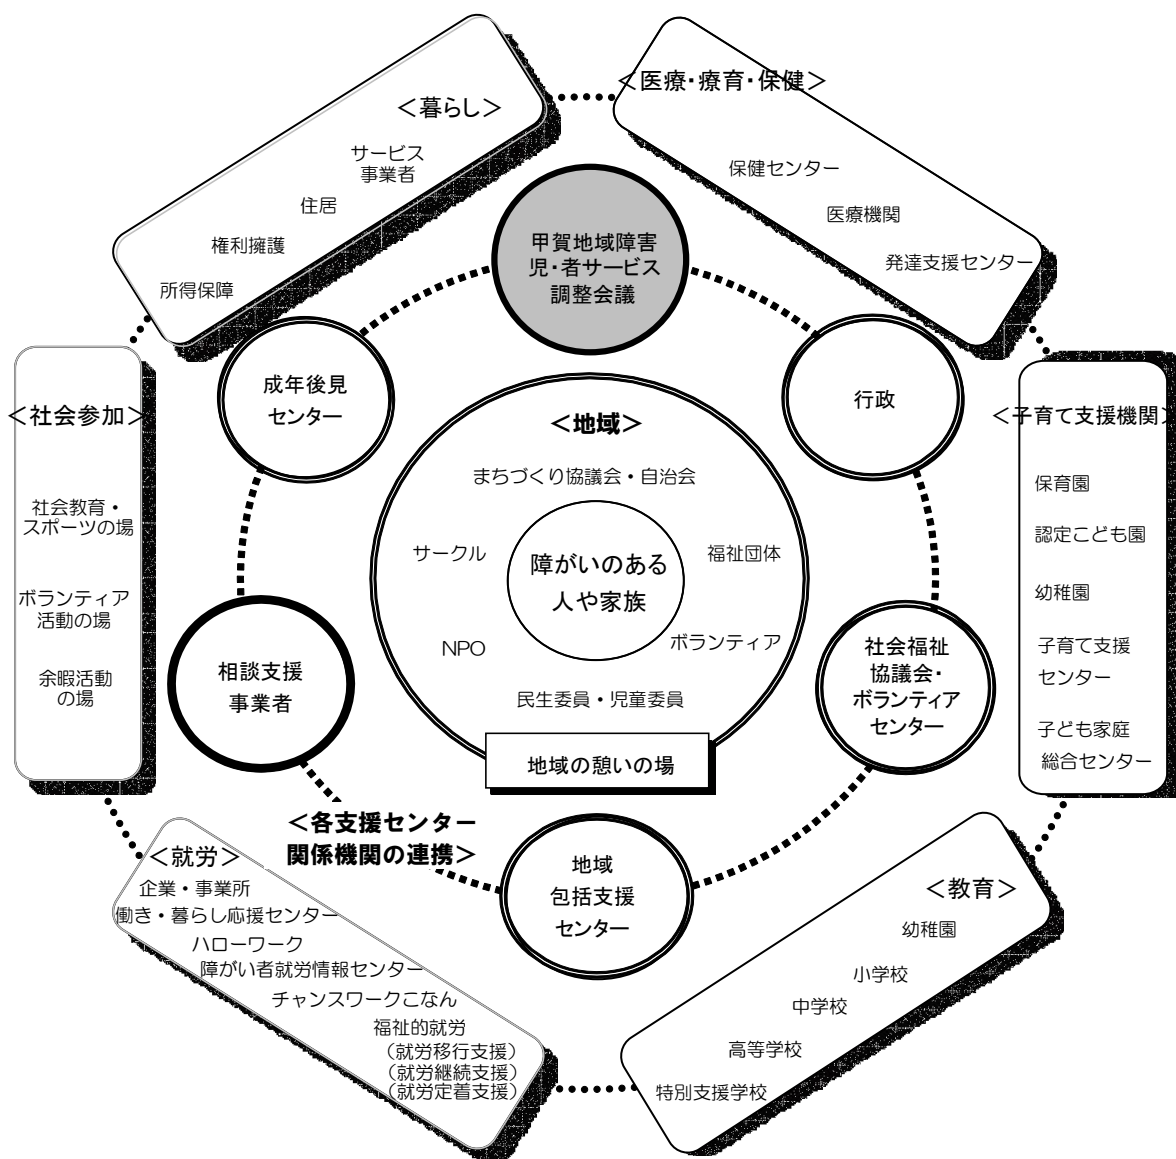 ＜暮らし＞
サービス
事業者
住居
権利擁護
所得保障
＜医療・療育・保健＞
保健センター
医療機関
発達支援センター
甲賀地域障害
児・者サービス
調整会議
成年後見
センター
行政
＜社会参加＞
社会教育・
スポーツの場
ボランティア
活動の場
余暇活動
の場
＜地域＞
まちづくり協議会・自治会
サークル
福祉団体
障がいのある
人や家族
NPO
ボランティア
民生委員・児童委員
地域の憩いの場
＜子育て支援機関＞
保育園
認定こども園
幼稚園
子育て支援
センター
子ども家庭
総合センター
相談支援
事業者
社会福祉
協議会・
ボランティア
センター
＜各支援センター
関係機関の連携＞
地域
包括支援
センター
＜就労＞
企業・事業所
働き・暮らし応援センター
ハローワーク
障がい者就労情報センター
チャンスワークこなん
福祉的就労
（就労移行支援）
（就労継続支援）
（就労定着支援）
＜教育＞
幼稚園
小学校
中学校
高等学校
特別支援学校